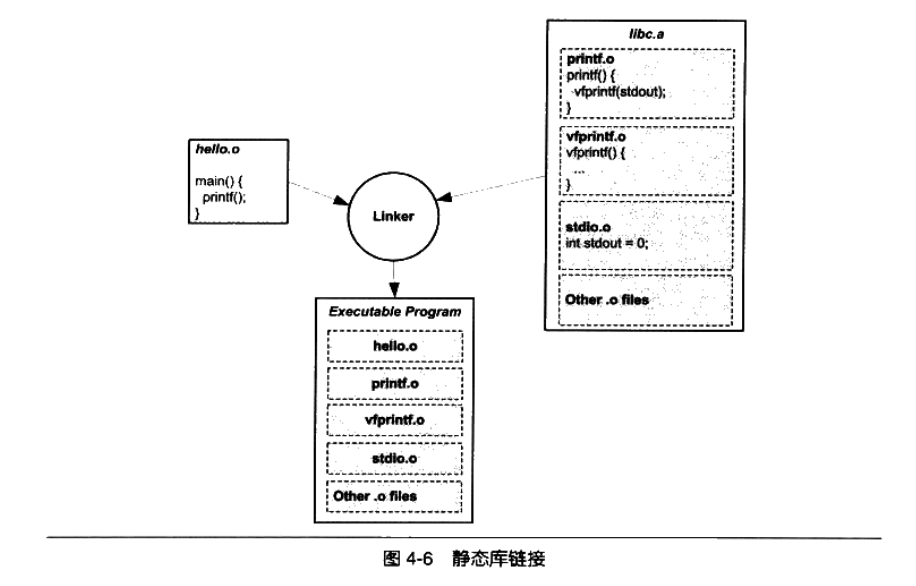 libc.a
printf.o
printf() {
vfprintf(stdout);
}
vfprintf.o
vfprintf() {
...
}
stdio.o
int stdout = 0;
Other .o files
hello.o
main() {
printf();
}
Linker
Executable Program
hello.o
printf.o
vfprintf.o
stdio.o
Other .o files
图 4-6 静态库链接